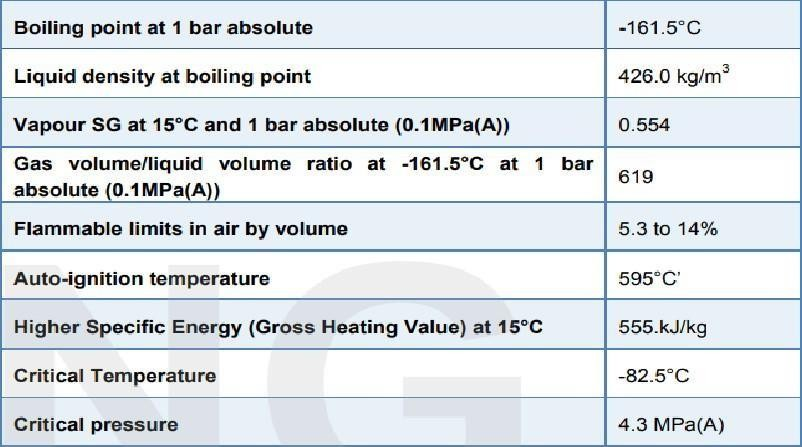 Boiling point at 1 bar absolute -161.5°C
Liquid density at boiling point 426.0 kg/m³
Vapour SG at 15°C and 1 bar absolute (0.1MPa(A)) 0.554
Gas volume/liquid volume ratio at -161.5°C at 1 bar
absolute (0.1MPa(A)) 619
Flammable limits in air by volume 5.3 to 14%
Auto-ignition temperature 595°C’
Higher Specific Energy (Gross Heating Value) at 15°C 555.kJ/kg
Critical Temperature -82.5°C
Critical pressure 4.3 MPa(A)
NG